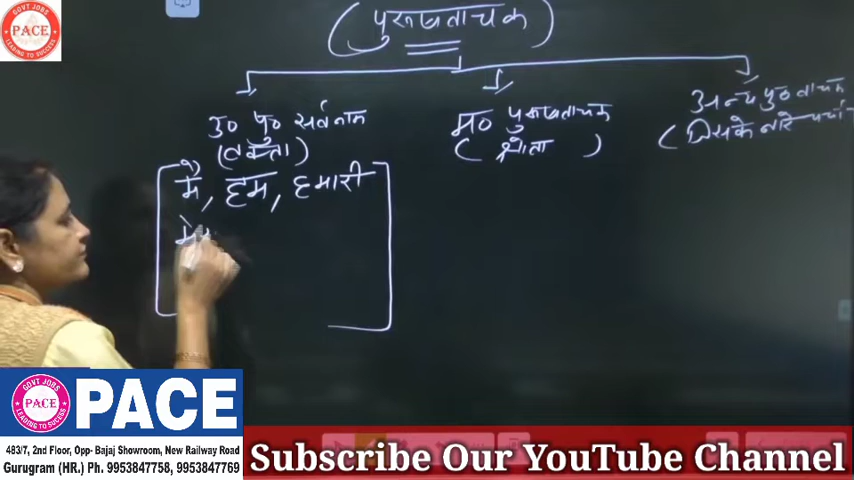 GOVT JOBS
PACE
LEADING TO SUCCESS
(पुरूषवाचक)
उ० पु० सर्वनाम
(वक्ता)
म० पुरूषवाचक
(श्रोता)
अन्य पु० वाचक
(जिसके बारे
मैं, हम, हमारी
GOVT JOBS
PACE
LEADING TO SUCCESS
PACE
483/7, 2nd Floor, Opp- Bajaj Showroom, New Railway Road
Gurugram (HR.) Ph. 9953847758, 9953847769
Subscribe Our YouTube Channel